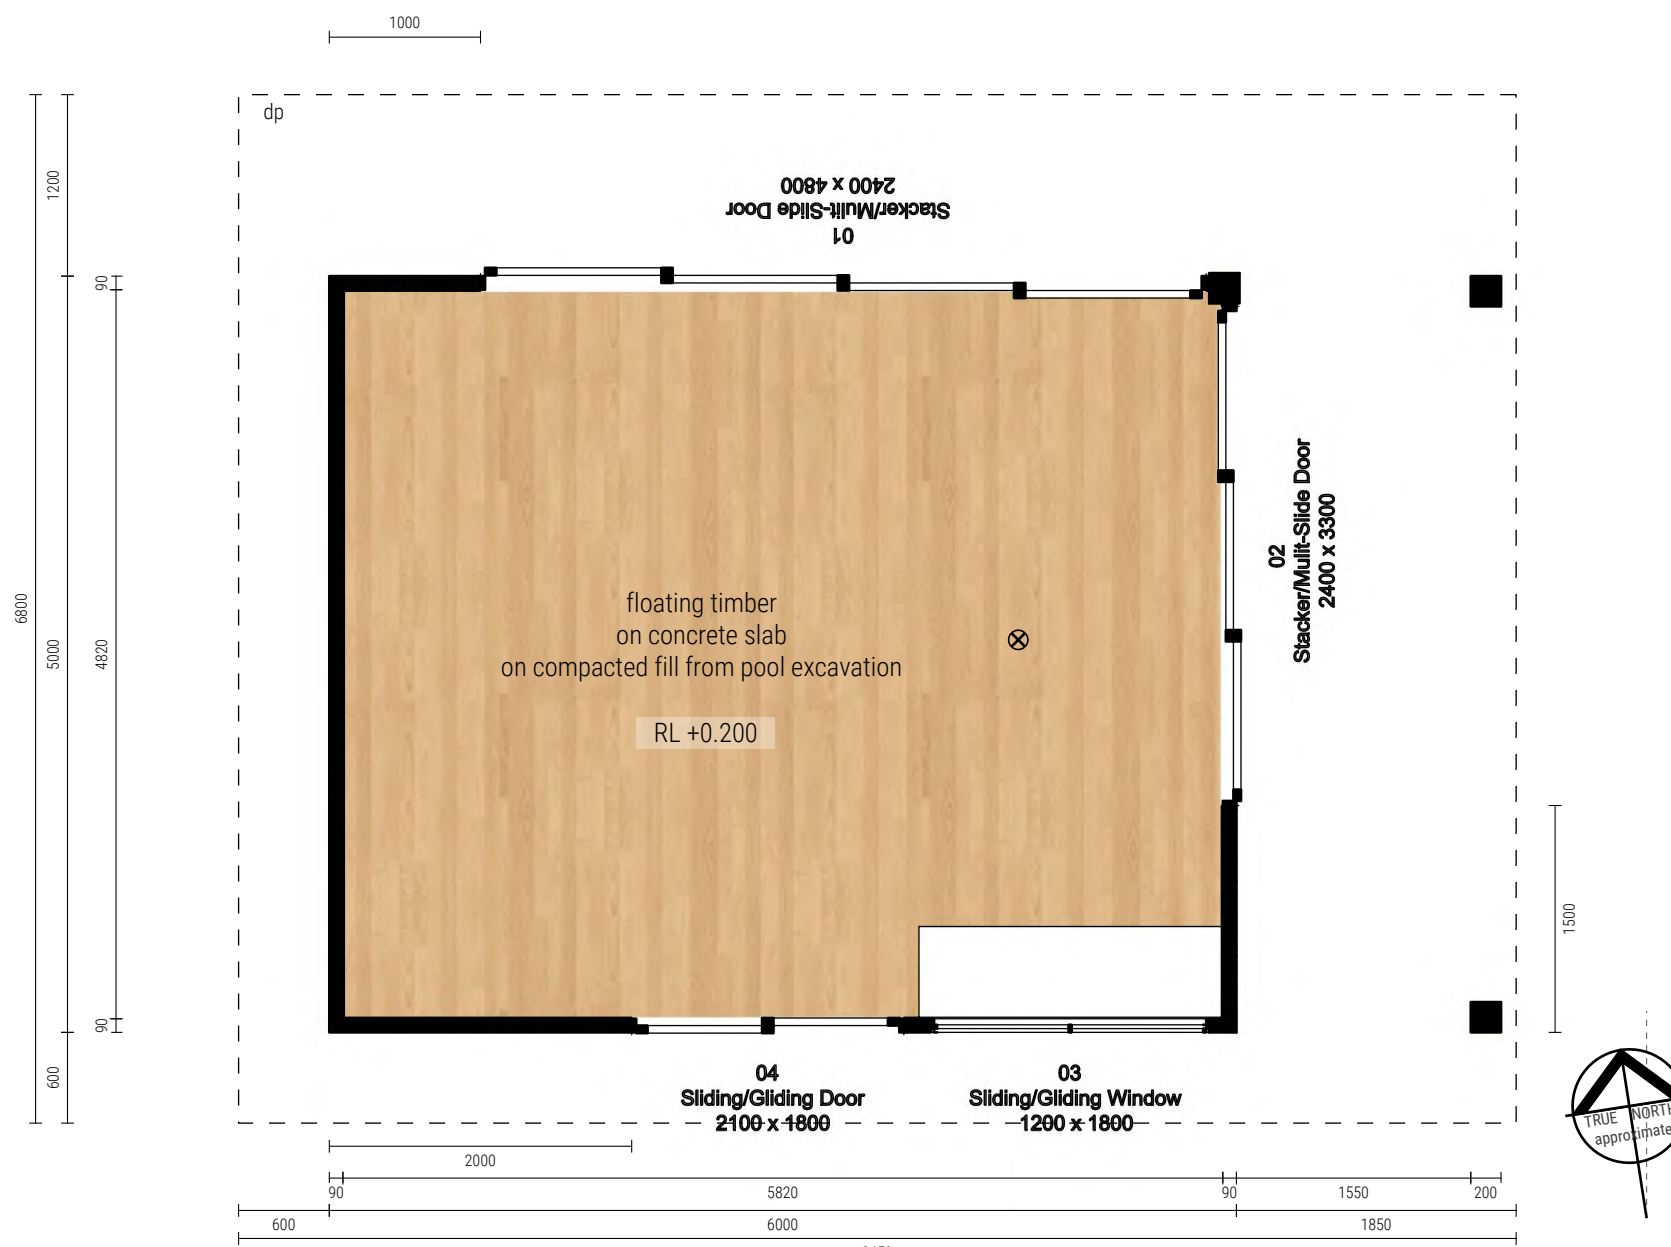 1000
dp
01
Stacker/Mulit-Slide Door
2400 x 4800
1200
90
6800
5000
4820
90
600
floating timber
on concrete slab
on compacted fill from pool excavation
RL +0.200
02
Stacker/Mulit-Slide Door
2400 x 3300
1500
04
Sliding/Gliding Door
2100 x 1800
03
Sliding/Gliding Window
1200 x 1800
TRUE NORTH
approximate
2000
90
5820
90
1550
200
600
6000
1850